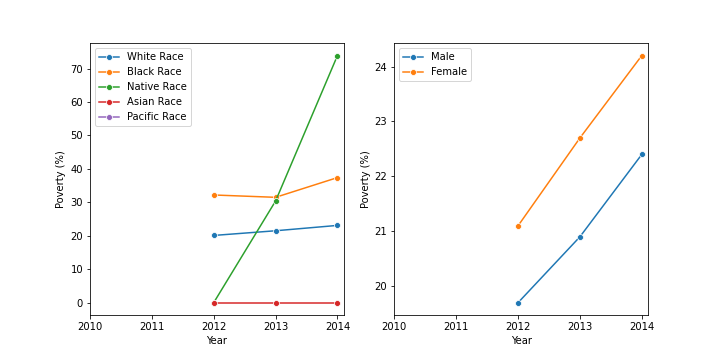 White Race
Black Race
Native Race
Asian Race
Pacific Race
70
60
50
40
30
20
10
0
Poverty (%)
2010 2011 2012 2013 2014
Year
Male
Female
24
23
22
21
20
Poverty (%)
2010 2011 2012 2013 2014
Year